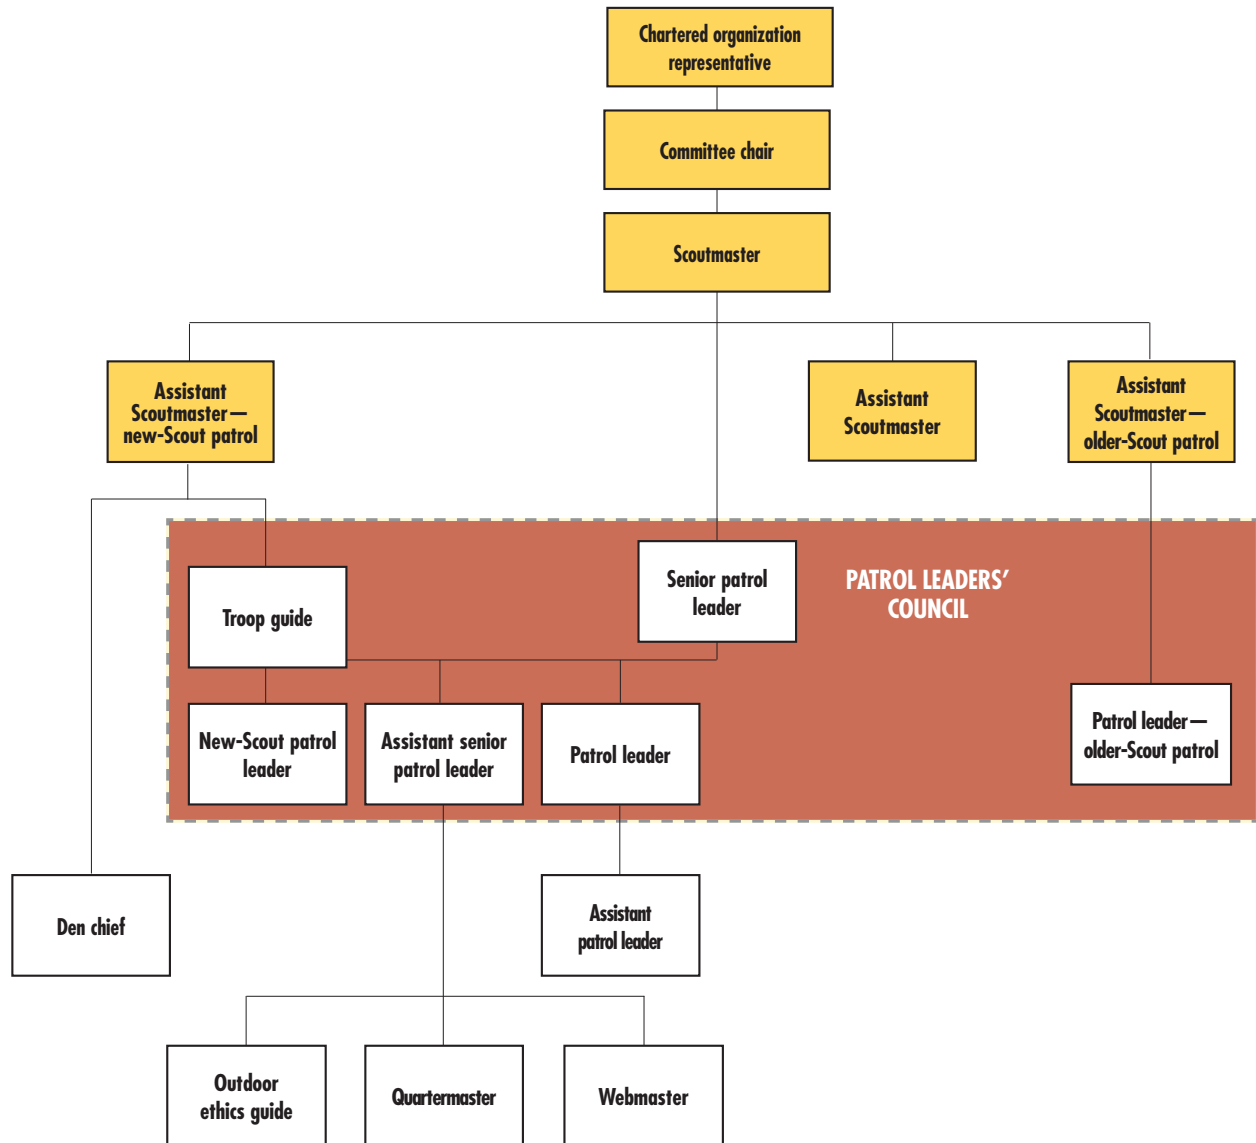 Chartered organization
representative
Committee chair
Scoutmaster
Assistant
Scoutmaster—
new-Scout patrol
Assistant
Scoutmaster
Assistant
Scoutmaster—
older-Scout patrol
Senior patrol
leader
PATROL LEADERS’
COUNCIL
Troop guide
New-Scout patrol
leader
Assistant senior
patrol leader
Patrol leader
Patrol leader—
older-Scout patrol
Den chief
Assistant
patrol leader
Outdoor
ethics guide
Quartermaster
Webmaster